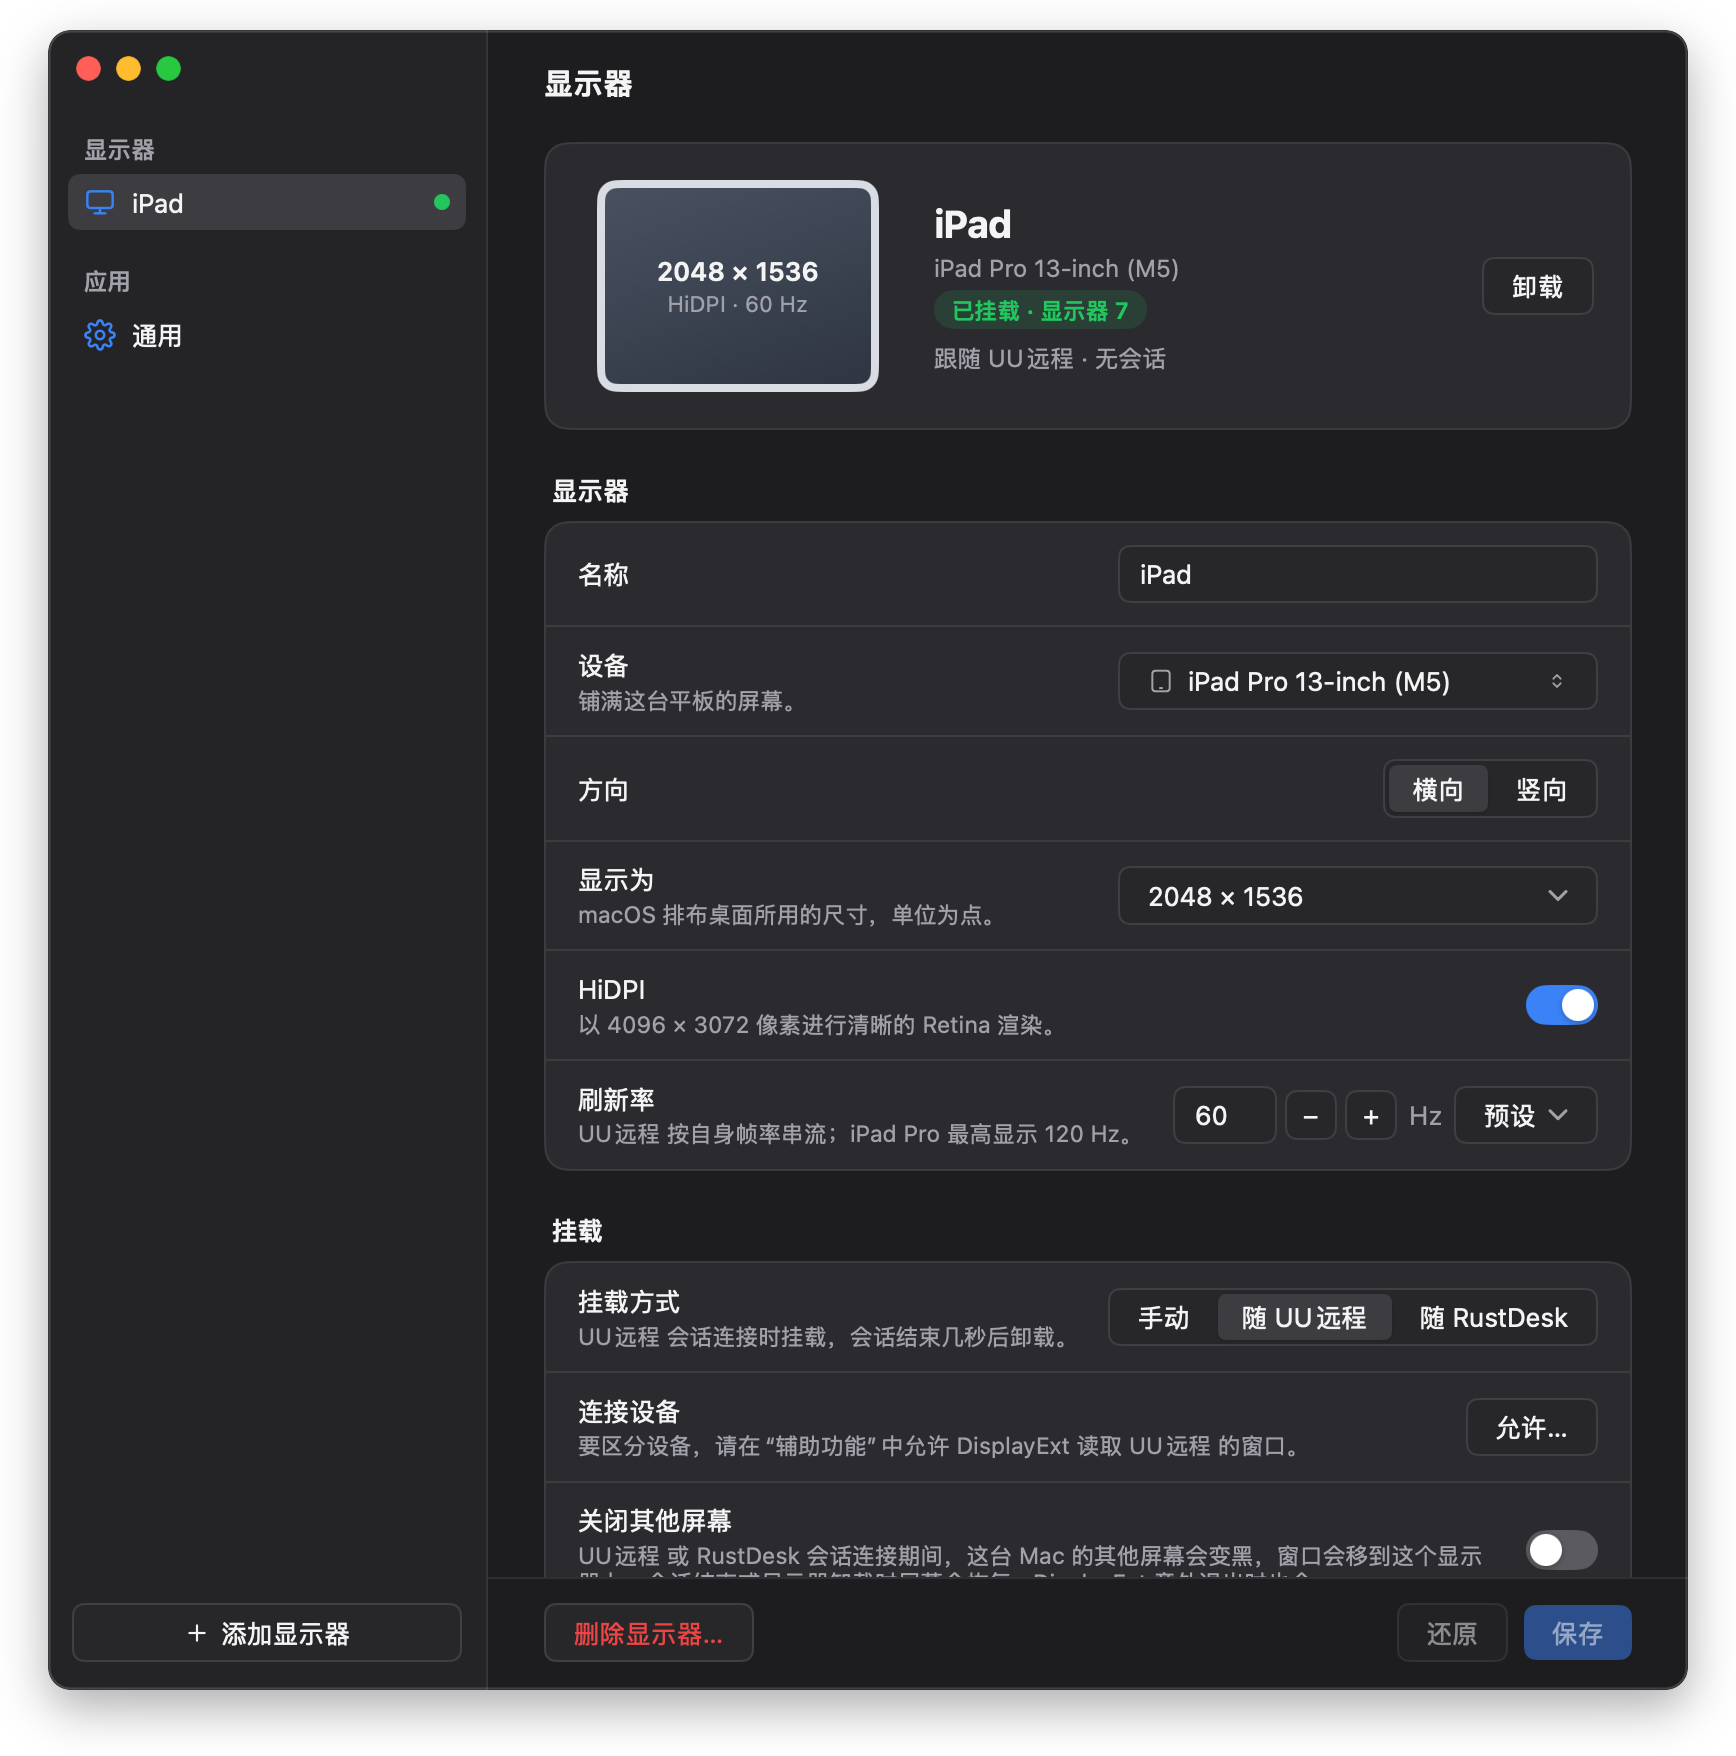 显示器
显示器
iPad
应用
通用
2048 × 1536
HiDPI · 60 Hz
iPad
iPad Pro 13-inch (M5)
已挂载 · 显示器 7
跟随 UU远程 · 无会话
卸载
显示器
名称
iPad
设备
铺满这台平板的屏幕。
iPad Pro 13-inch (M5)
方向
横向
竖向
显示为
macOS 排布桌面所用的尺寸，单位为点。
2048 × 1536
HiDPI
以 4096 × 3072 像素进行清晰的 Retina 渲染。
刷新率
UU远程 按自身帧率串流；iPad Pro 最高显示 120 Hz。
60
−
+
Hz
预设
挂载
挂载方式
UU远程 会话连接时挂载，会话结束几秒后卸载。
手动
随 UU远程
随 RustDesk
连接设备
要区分设备，请在 “辅助功能” 中允许 DisplayExt 读取 UU远程 的窗口。
允许...
关闭其他屏幕
UU远程 或 RustDesk 会话连接期间，这台 Mac 的其他屏幕会变黑，窗口会移到这个显示
+ 添加显示器
删除显示器...
还原
保存